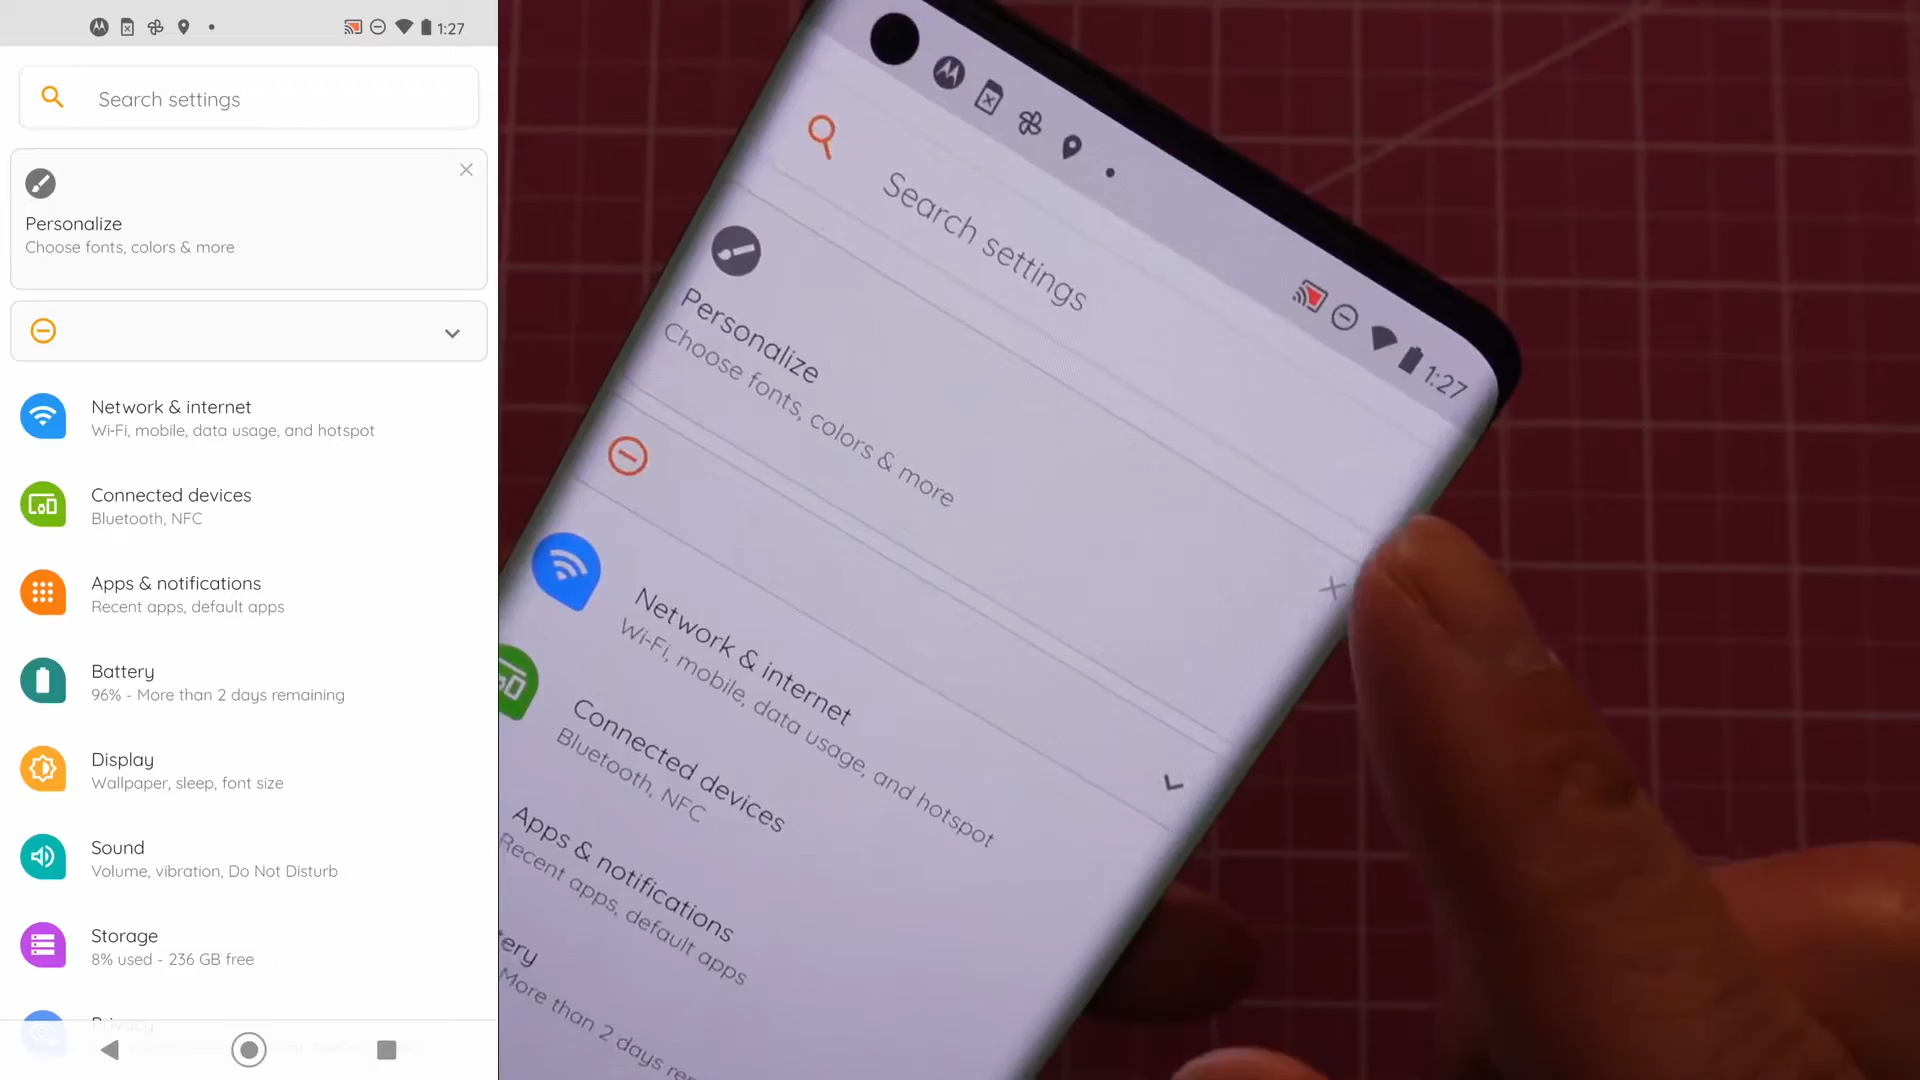 1:27
Search settings
Personalize
Choose fonts, colors & more
Network & internet
Wi-Fi, mobile, data usage, and hotspot
Connected devices
Bluetooth, NFC
Apps & notifications
Recent apps, default apps
Battery
96% - More than 2 days remaining
Display
Wallpaper, sleep, font size
Sound
Volume, vibration, Do Not Disturb
Storage
8% used - 236 GB free
Privacy
1:27
Search settings
Personalize
Choose fonts, colors & more
Network & internet
Wi-Fi, mobile, data usage, and hotspot
Connected devices
Bluetooth, NFC
Apps & notifications
Recent apps, default apps
tery
More than 2 days re